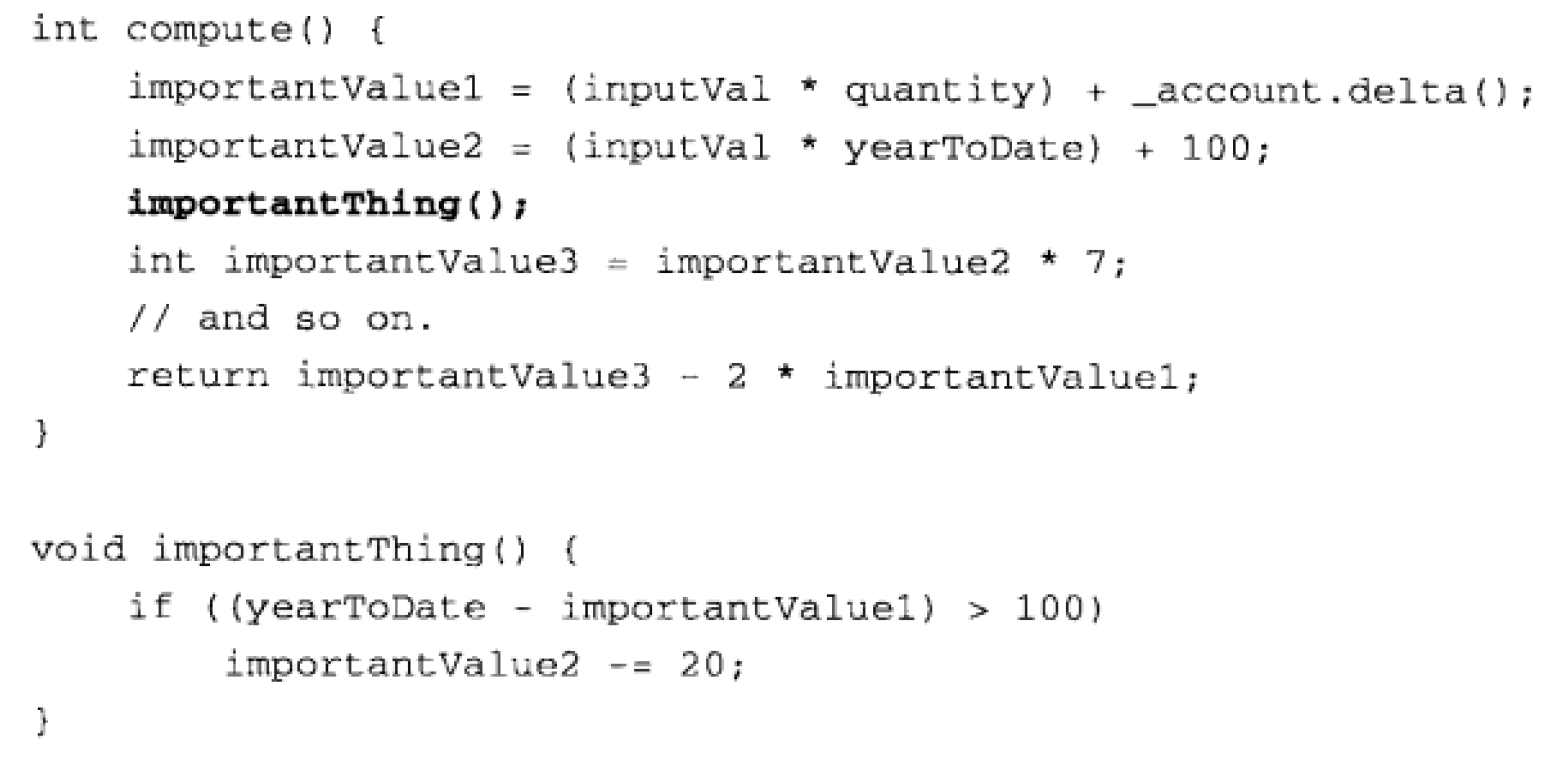 int compute() {
    importantValue1 = (inputVal * quantity) + _account.delta();
    importantValue2 = (inputVal * yearToDate) + 100;
    importantThing();
    int importantValue3 = importantValue2 * 7;
    // and so on.
    return importantValue3 - 2 * importantValue1;
}

void importantThing() {
    if ((yearToDate - importantValue1) > 100)
        importantValue2 -= 20;
}